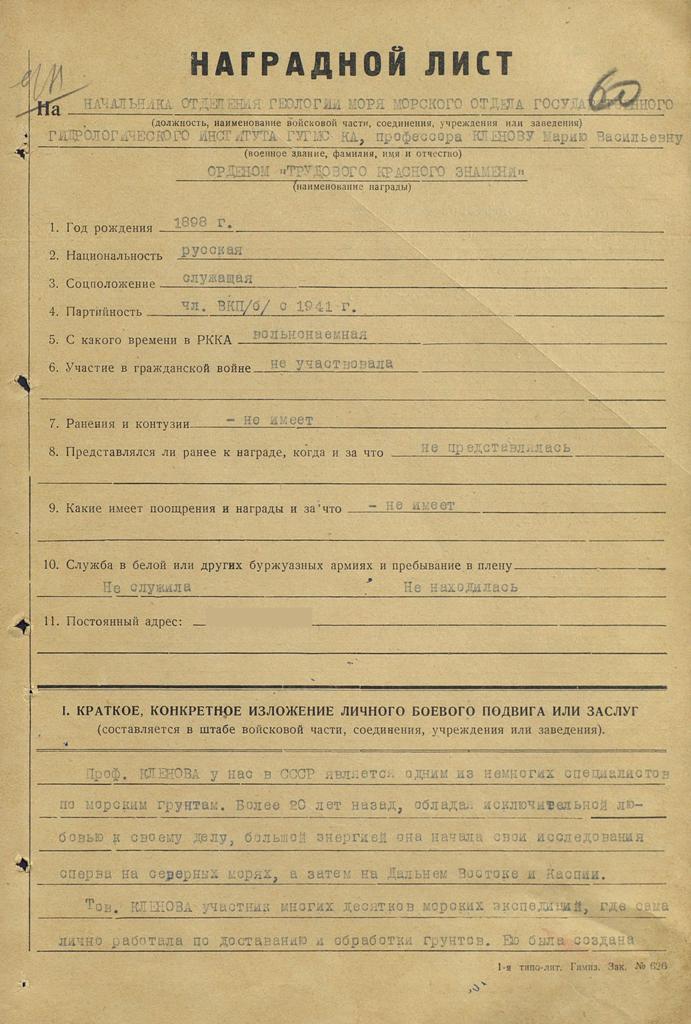 НАГРАДНОЙ ЛИСТ
60
На НАЧАЛЬНИКА ОТДЕЛЕНИЯ ГЕОЛОГИИ МОРЯ МОРСКОГО ОТДЕЛА ГОСУДАРСТВЕННОГО
(должность, наименование войсковой части, соединения, учреждения или заведения)
ГИДРОЛОГИЧЕСКОГО ИНСТИТУТА ГУГМС КА, профессора КЛЕНОВУ Марию Васильевну
(военное звание, фамилия, имя и отчество)
ОРДЕНОМ "ТРУДОВОГО КРАСНОГО ЗНАМЕНИ"
(наименование награды)
1. Год рождения 1898 г.
2. Национальность русская
3. Соцположение служащая
4. Партийность чл. ВКП/б/ с 1941 г.
5. С какого времени в РККА вольнонаемная
6. Участие в гражданской войне не участвовала
7. Ранения и контузии - не имеет
8. Представлялся ли ранее к награде, когда и за что не представлялась
9. Какие имеет поощрения и награды и за что - не имеет
10. Служба в белой или других буржуазных армиях и пребывание в плену
Не служила Не находилась
11. Постоянный адрес:
I. КРАТКОЕ, КОНКРЕТНОЕ ИЗЛОЖЕНИЕ ЛИЧНОГО БОЕВОГО ПОДВИГА ИЛИ ЗАСЛУГ
(составляется в штабе войсковой части, соединения, учреждения или заведения).
Проф. КЛЕНОВА у нас в СССР является одним из немногих специалистов
по морским грунтам. Более 20 лет назад, обладая исключительной лю-
бовью к своему делу, большой энергией она начала свои исследования
сперва на северных морях, а затем на Дальнем Востоке и Каспии.
Тов. КЛЕНОВА участник многих десятков морских экспедиций, где сама
лично работала по доставанию и обработки грунтов. Ею была создана
1-я типо-лит. Гимиз. Зак. № 626